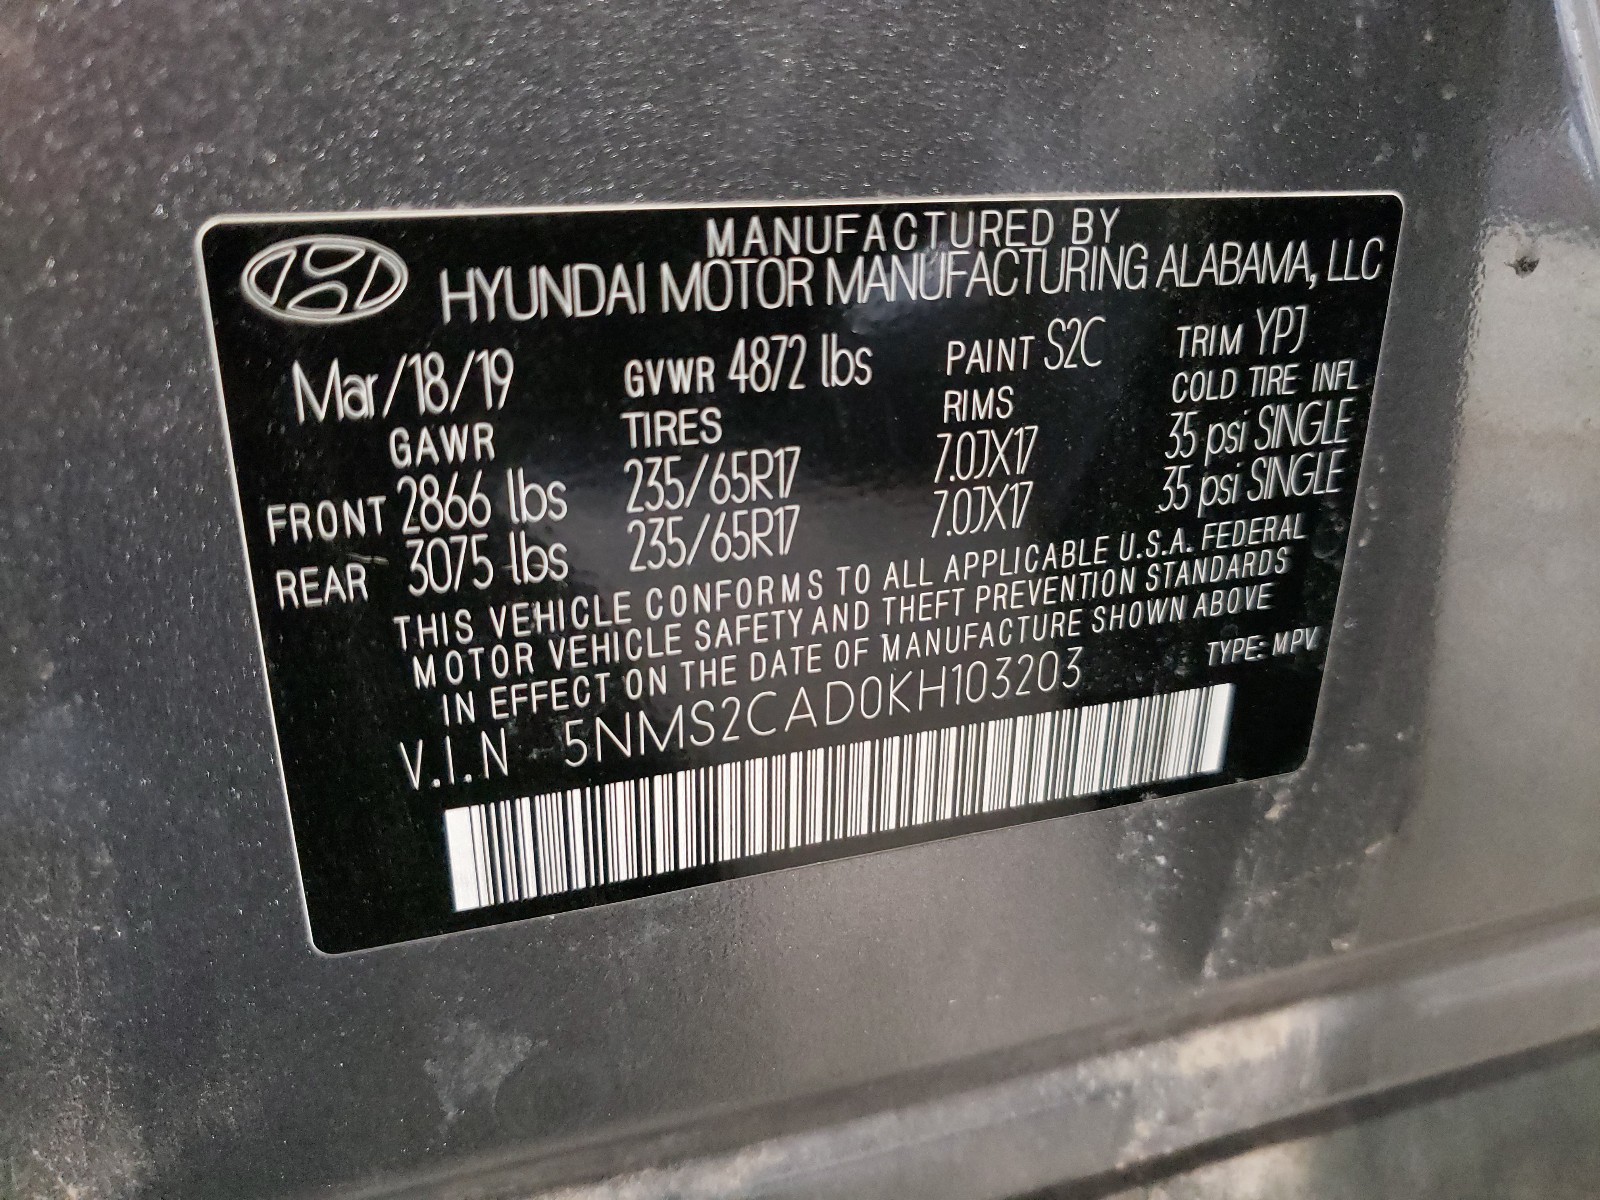 MANUFACTURED BY
HYUNDAI MOTOR MANUFACTURING ALABAMA, LLC
Mar/18/19 GVWR 4872 lbs PAINT S2C TRIM YPJ
GAWR TIRES RIMS COLD TIRE INFL
FRONT 2866 lbs 235/65R17 7.0JX17 35 psi SINGLE
REAR 3075 lbs 235/65R17 7.0JX17 35 psi SINGLE
THIS VEHICLE CONFORMS TO ALL APPLICABLE U.S.A. FEDERAL
MOTOR VEHICLE SAFETY AND THEFT PREVENTION STANDARDS
IN EFFECT ON THE DATE OF MANUFACTURE SHOWN ABOVE
V.I.N 5NMS2CAD0KH103203 TYPE: MPV